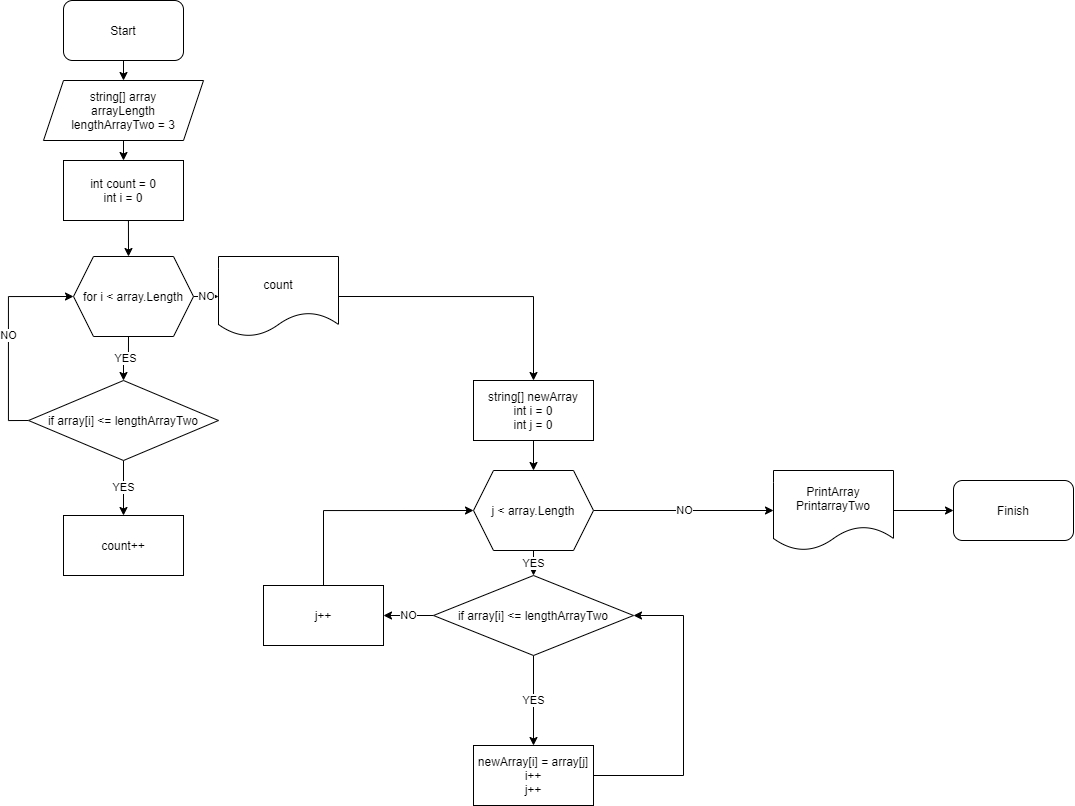 Start
string[] array
arrayLength
lengthArrayTwo = 3
int count = 0
int i = 0
for i < array.Length
NO
count
NO
YES
if array[i] <= lengthArrayTwo
YES
count++
string[] newArray
int i = 0
int j = 0
j < array.Length
NO
PrintArray
PrintarrayTwo
Finish
YES
j++
NO
if array[i] <= lengthArrayTwo
YES
newArray[i] = array[j]
i++
j++